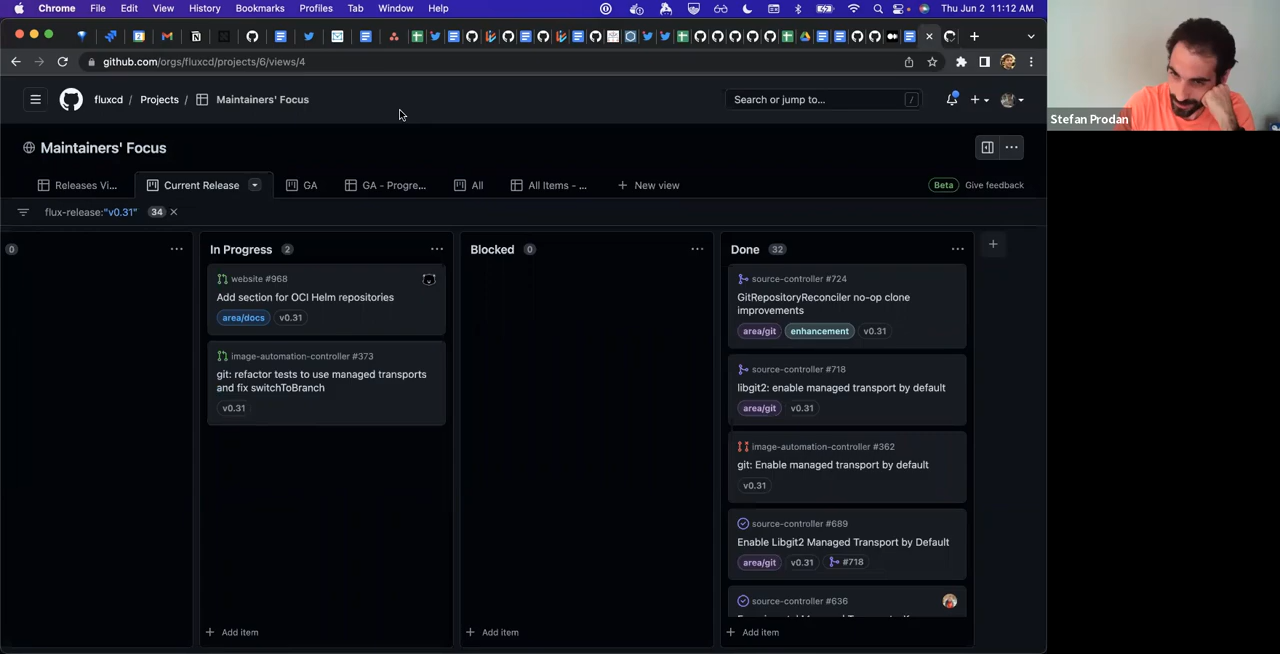 Chrome File Edit View History Bookmarks Profiles Tab Window Help Thu Jun 2 11:12 AM
github.com/orgs/fluxcd/projects/6/views/4
fluxcd / Projects / Maintainers' Focus Search or jump to... /
Stefan Prodan
Maintainers' Focus
Releases Vi... Current Release GA GA - Progre... All All Items - ... + New view Beta Give feedback
flux-release:"v0.31" 34
0 In Progress 2 Blocked 0 Done 32
website #968
Add section for OCI Helm repositories
area/docs v0.31
image-automation-controller #373
git: refactor tests to use managed transports
and fix switchToBranch
v0.31
source-controller #724
GitRepositoryReconciler no-op clone
improvements
area/git enhancement v0.31
source-controller #718
libgit2: enable managed transport by default
area/git v0.31
image-automation-controller #362
git: Enable managed transport by default
v0.31
source-controller #689
Enable Libgit2 Managed Transport by Default
area/git v0.31 #718
source-controller #636
+ Add item + Add item + Add item